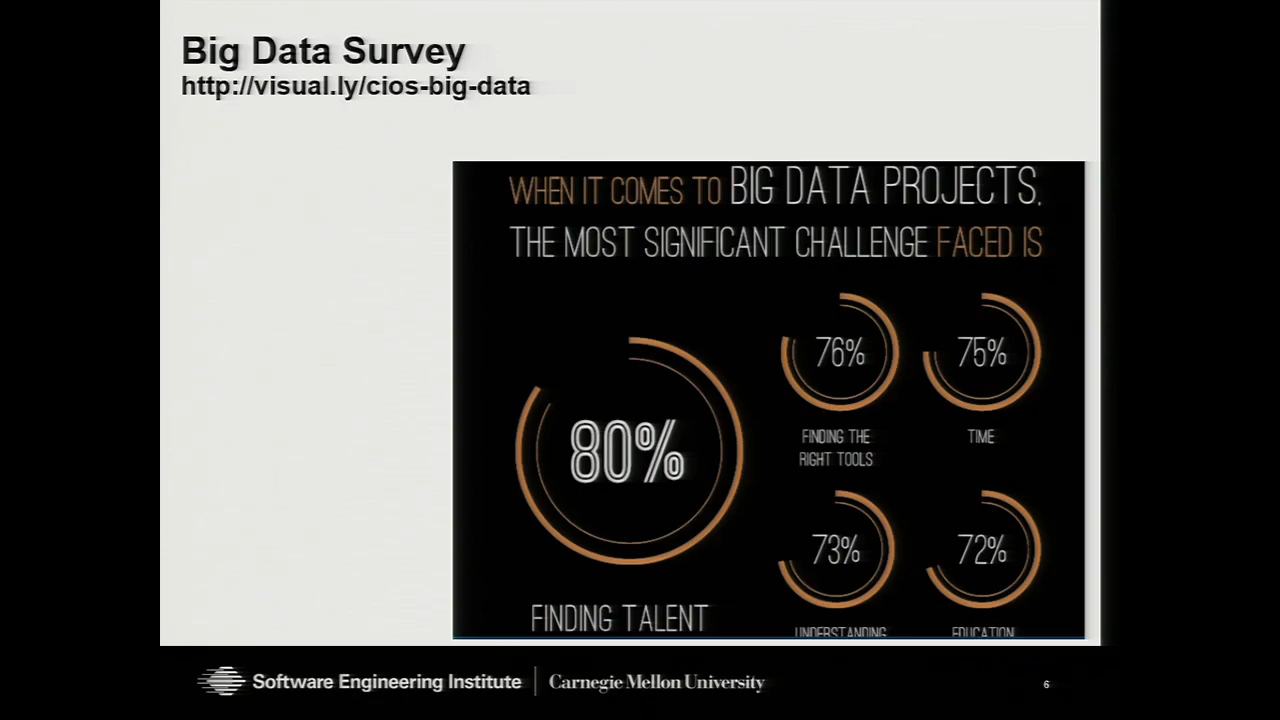 Big Data Survey
http://visual.ly/cios-big-data
WHEN IT COMES TO BIG DATA PROJECTS,
THE MOST SIGNIFICANT CHALLENGE FACED IS
80%
FINDING TALENT
76%
FINDING THE
RIGHT TOOLS
75%
TIME
73%
UNDERSTANDING
72%
EDUCATION
Software Engineering Institute
Carnegie Mellon University
6